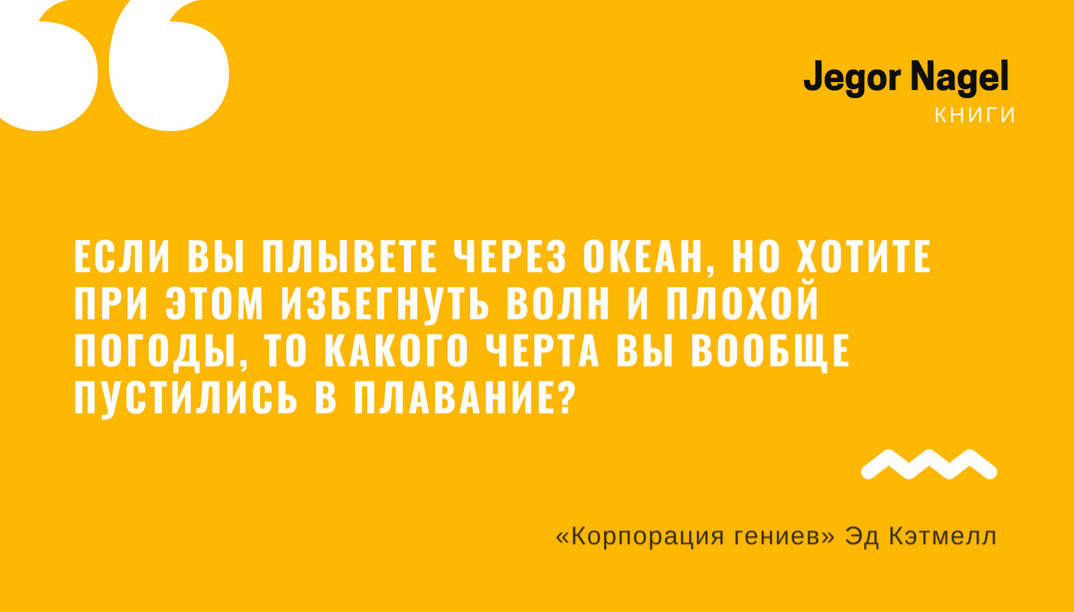 Jegor Nagel
КНИГИ
ЕСЛИ ВЫ ПЛЫВЕТЕ ЧЕРЕЗ ОКЕАН, НО ХОТИТЕ
ПРИ ЭТОМ ИЗБЕГНУТЬ ВОЛН И ПЛОХОЙ
ПОГОДЫ, ТО КАКОГО ЧЕРТА ВЫ ВООБЩЕ
ПУСТИЛИСЬ В ПЛАВАНИЕ?
«Корпорация гениев» Эд Кэтмелл